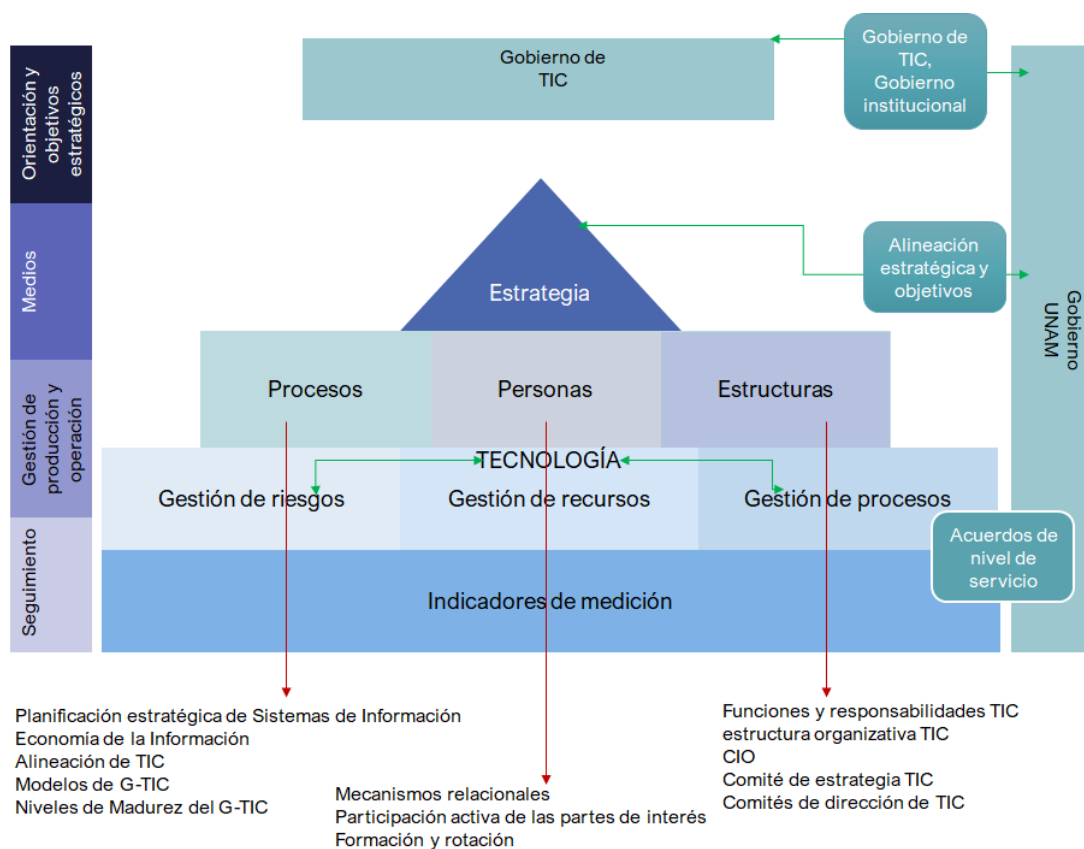 Orientación y
objetivos
estratégicos
Medios
Gestión de
producción y
operación
Seguimiento
Gobierno de
TIC
Gobierno de
TIC,
Gobierno
institucional
Estrategia
Alineación
estratégica y
objetivos
Gobierno
UNAM
Procesos
Personas
Estructuras
TECNOLOGÍA
Gestión de riesgos
Gestión de recursos
Gestión de procesos
Acuerdos de
nivel de
servicio
Indicadores de medición
Planificación estratégica de Sistemas de Información
Economía de la Información
Alineación de TIC
Modelos de G-TIC
Niveles de Madurez del G-TIC
Mecanismos relacionales
Participación activa de las partes de interés
Formación y rotación
Funciones y responsabilidades TIC
estructura organizativa TIC
CIO
Comité de estrategia TIC
Comités de dirección de TIC